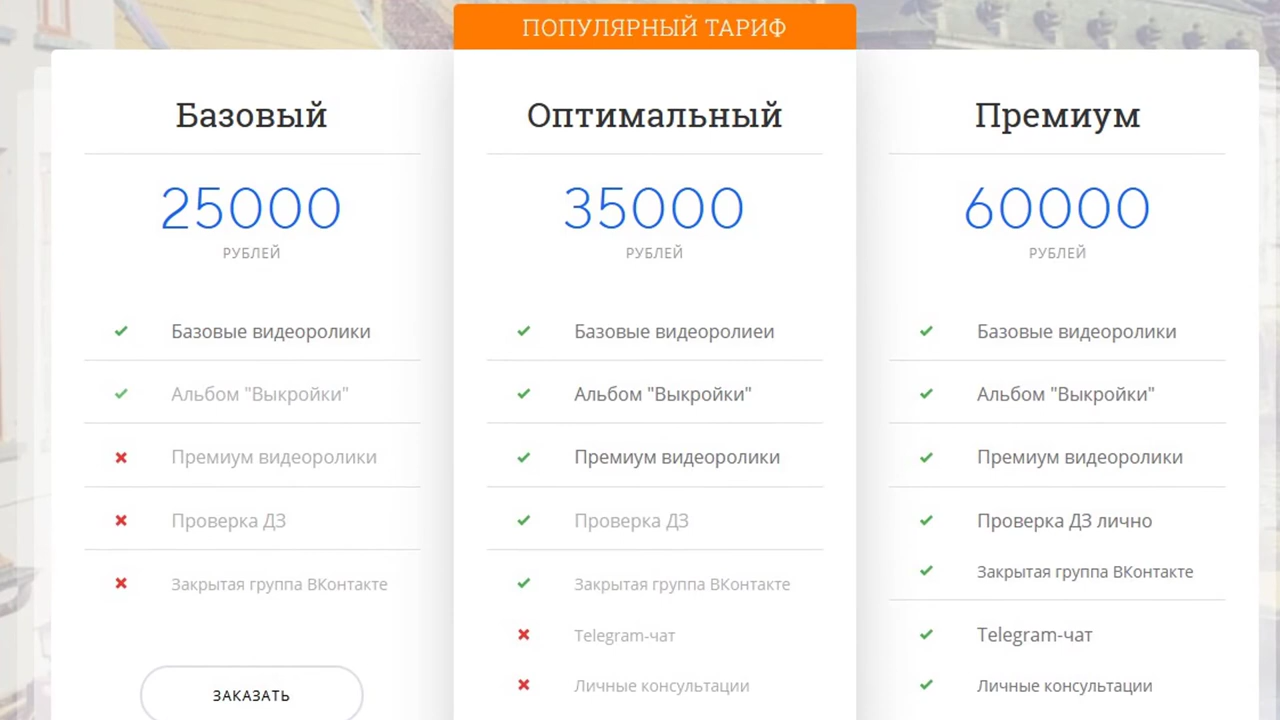 ПОПУЛЯРНЫЙ ТАРИФ
Базовый
25000
РУБЛЕЙ
Базовые видеоролики
Альбом "Выкройки"
Премиум видеоролики
Проверка ДЗ
Закрытая группа ВКонтакте
ЗАКАЗАТЬ
Оптимальный
35000
РУБЛЕЙ
Базовые видеоролиеи
Альбом "Выкройки"
Премиум видеоролики
Проверка ДЗ
Закрытая группа ВКонтакте
Telegram-чат
Личные консультации
Премиум
60000
РУБЛЕЙ
Базовые видеоролики
Альбом "Выкройки"
Премиум видеоролики
Проверка ДЗ лично
Закрытая группа ВКонтакте
Telegram-чат
Личные консультации